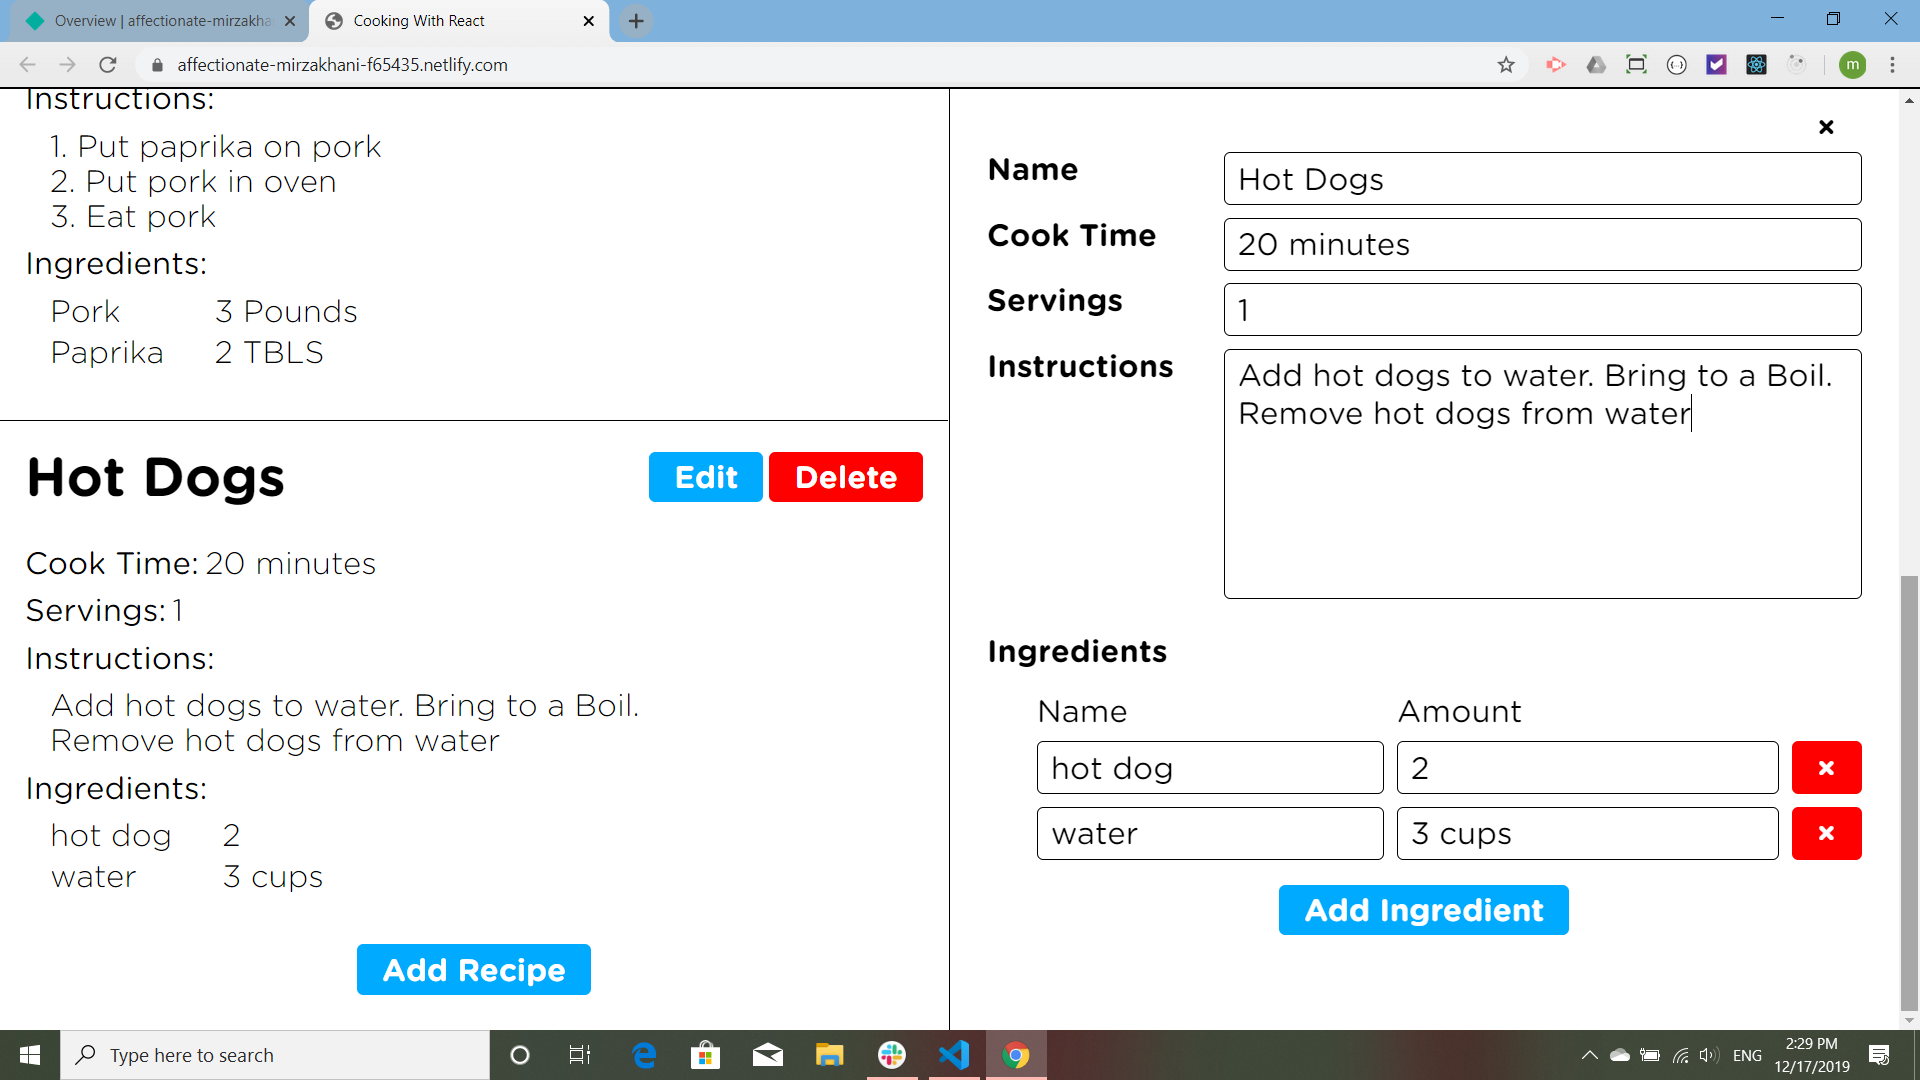 Overview | affectionate-mirzakha
Cooking With React
affectionate-mirzakhani-f65435.netlify.com
m
Instructions:
1. Put paprika on pork
2. Put pork in oven
3. Eat pork
Ingredients:
Pork 3 Pounds
Paprika 2 TBLS
Hot Dogs
Edit
Delete
Cook Time: 20 minutes
Servings: 1
Instructions:
Add hot dogs to water. Bring to a Boil.
Remove hot dogs from water
Ingredients:
hot dog 2
water 3 cups
Add Recipe
Name
Hot Dogs
Cook Time
20 minutes
Servings
1
Instructions
Add hot dogs to water. Bring to a Boil.
Remove hot dogs from water
Ingredients
Name Amount
hot dog 2
water 3 cups
Add Ingredient
Type here to search
ENG
2:29 PM
12/17/2019